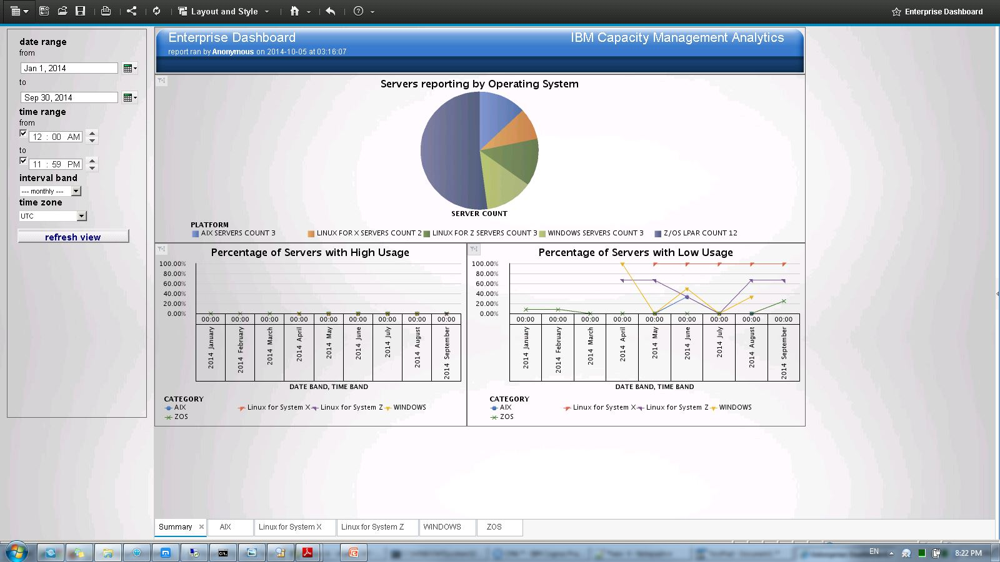 Layout and Style
Enterprise Dashboard
date range
from
Jan 1, 2014
to
Sep 30, 2014
time range
from
12 : 00 AM
to
11 : 59 PM
interval band
--- monthly ---
time zone
UTC
refresh view
Enterprise Dashboard
IBM Capacity Management Analytics
report ran by Anonymous on 2014-10-05 at 03:16:07
Servers reporting by Operating System
SERVER COUNT
PLATFORM
AIX SERVERS COUNT 3
LINUX FOR X SERVERS COUNT 2
LINUX FOR Z SERVERS COUNT 3
WINDOWS SERVERS COUNT 3
Z/OS LPAR COUNT 12
Percentage of Servers with High Usage
100.00%
80.00%
60.00%
40.00%
20.00%
0.00%
00:00 00:00 00:00 00:00 00:00 00:00 00:00 00:00 00:00
2014 January
2014 February
2014 March
2014 April
2014 May
2014 June
2014 July
2014 August
2014 September
DATE BAND, TIME BAND
CATEGORY
AIX
Linux for System X
Linux for System Z
WINDOWS
ZOS
Percentage of Servers with Low Usage
100.00%
80.00%
60.00%
40.00%
20.00%
0.00%
00:00 00:00 00:00 00:00 00:00 00:00 00:00 00:00 00:00
2014 January
2014 February
2014 March
2014 April
2014 May
2014 June
2014 July
2014 August
2014 September
DATE BAND, TIME BAND
CATEGORY
AIX
Linux for System X
Linux for System Z
WINDOWS
ZOS
Summary
AIX
Linux for System X
Linux for System Z
WINDOWS
ZOS
EN
8:22 PM